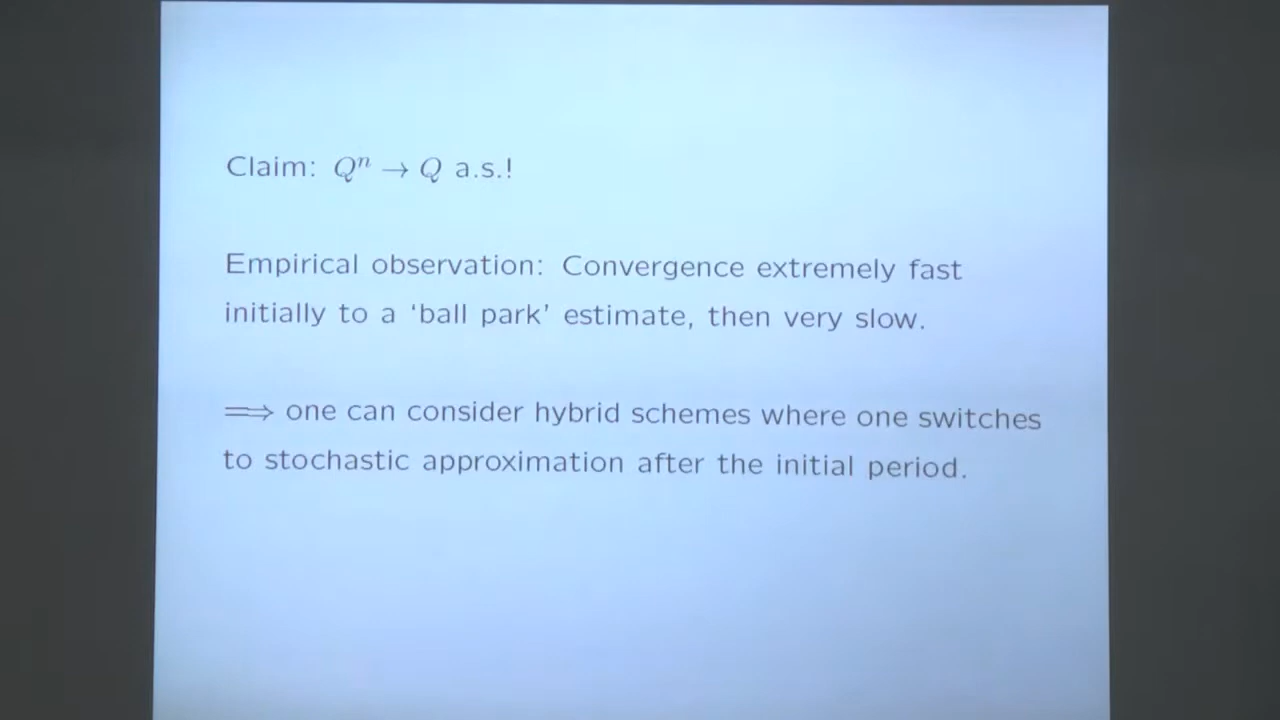 Claim: Qⁿ → Q a.s.!
Empirical observation: Convergence extremely fast
initially to a ‘ball park’ estimate, then very slow.
⟹ one can consider hybrid schemes where one switches
to stochastic approximation after the initial period.